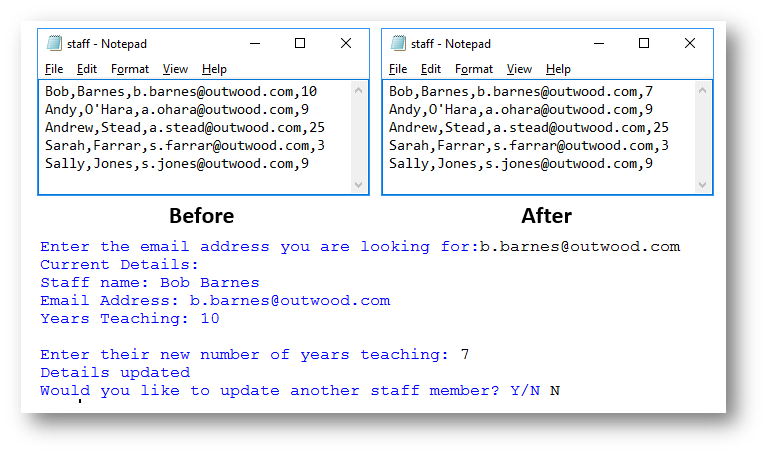 staff - Notepad
File Edit Format View Help
Bob,Barnes,b.barnes@outwood.com,10
Andy,O'Hara,a.ohara@outwood.com,9
Andrew,Stead,a.stead@outwood.com,25
Sarah,Farrar,s.farrar@outwood.com,3
Sally,Jones,s.jones@outwood.com,9
Before
staff - Notepad
File Edit Format View Help
Bob,Barnes,b.barnes@outwood.com,7
Andy,O'Hara,a.ohara@outwood.com,9
Andrew,Stead,a.stead@outwood.com,25
Sarah,Farrar,s.farrar@outwood.com,3
Sally,Jones,s.jones@outwood.com,9
After
Enter the email address you are looking for:b.barnes@outwood.com
Current Details:
Staff name: Bob Barnes
Email Address: b.barnes@outwood.com
Years Teaching: 10
Enter their new number of years teaching: 7
Details updated
Would you like to update another staff member? Y/N N